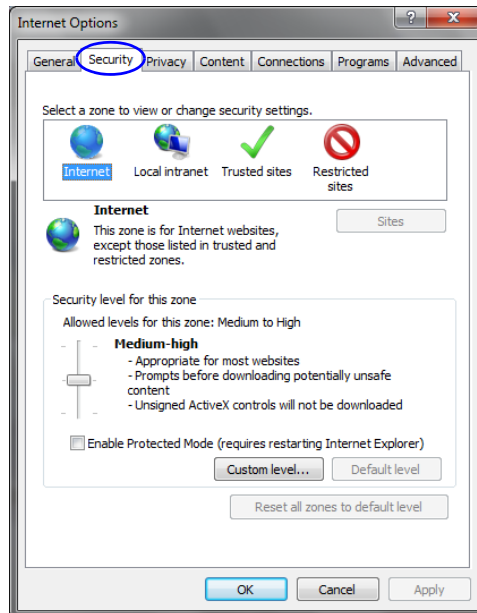 Internet Options
?
X
General Security Privacy Content Connections Programs Advanced
Select a zone to view or change security settings.
Internet Local intranet Trusted sites Restricted
sites
Internet
Sites
This zone is for Internet websites,
except those listed in trusted and
restricted zones.
Security level for this zone
Allowed levels for this zone: Medium to High
Medium-high
- Appropriate for most websites
- Prompts before downloading potentially unsafe
content
- Unsigned ActiveX controls will not be downloaded
Enable Protected Mode (requires restarting Internet Explorer)
Custom level... Default level
Reset all zones to default level
OK Cancel Apply